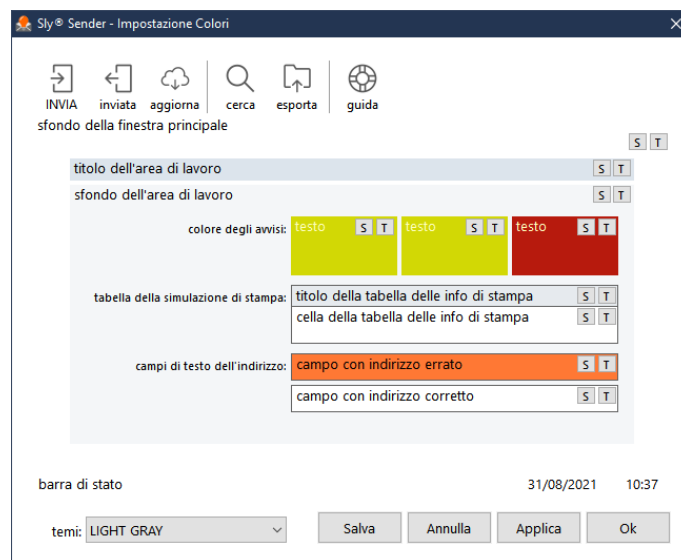 Sly® Sender - Impostazione Colori
INVIA inviata aggiorna cerca esporta guida
sfondo della finestra principale
S T
titolo dell'area di lavoro S T
sfondo dell'area di lavoro S T
colore degli avvisi: testo S T testo S T testo S T
tabella della simulazione di stampa: titolo della tabella delle info di stampa S T
cella della tabella delle info di stampa S T
campi di testo dell'indirizzo: campo con indirizzo errato S T
campo con indirizzo corretto S T
barra di stato 31/08/2021 10:37
temi: LIGHT GRAY Salva Annulla Applica Ok